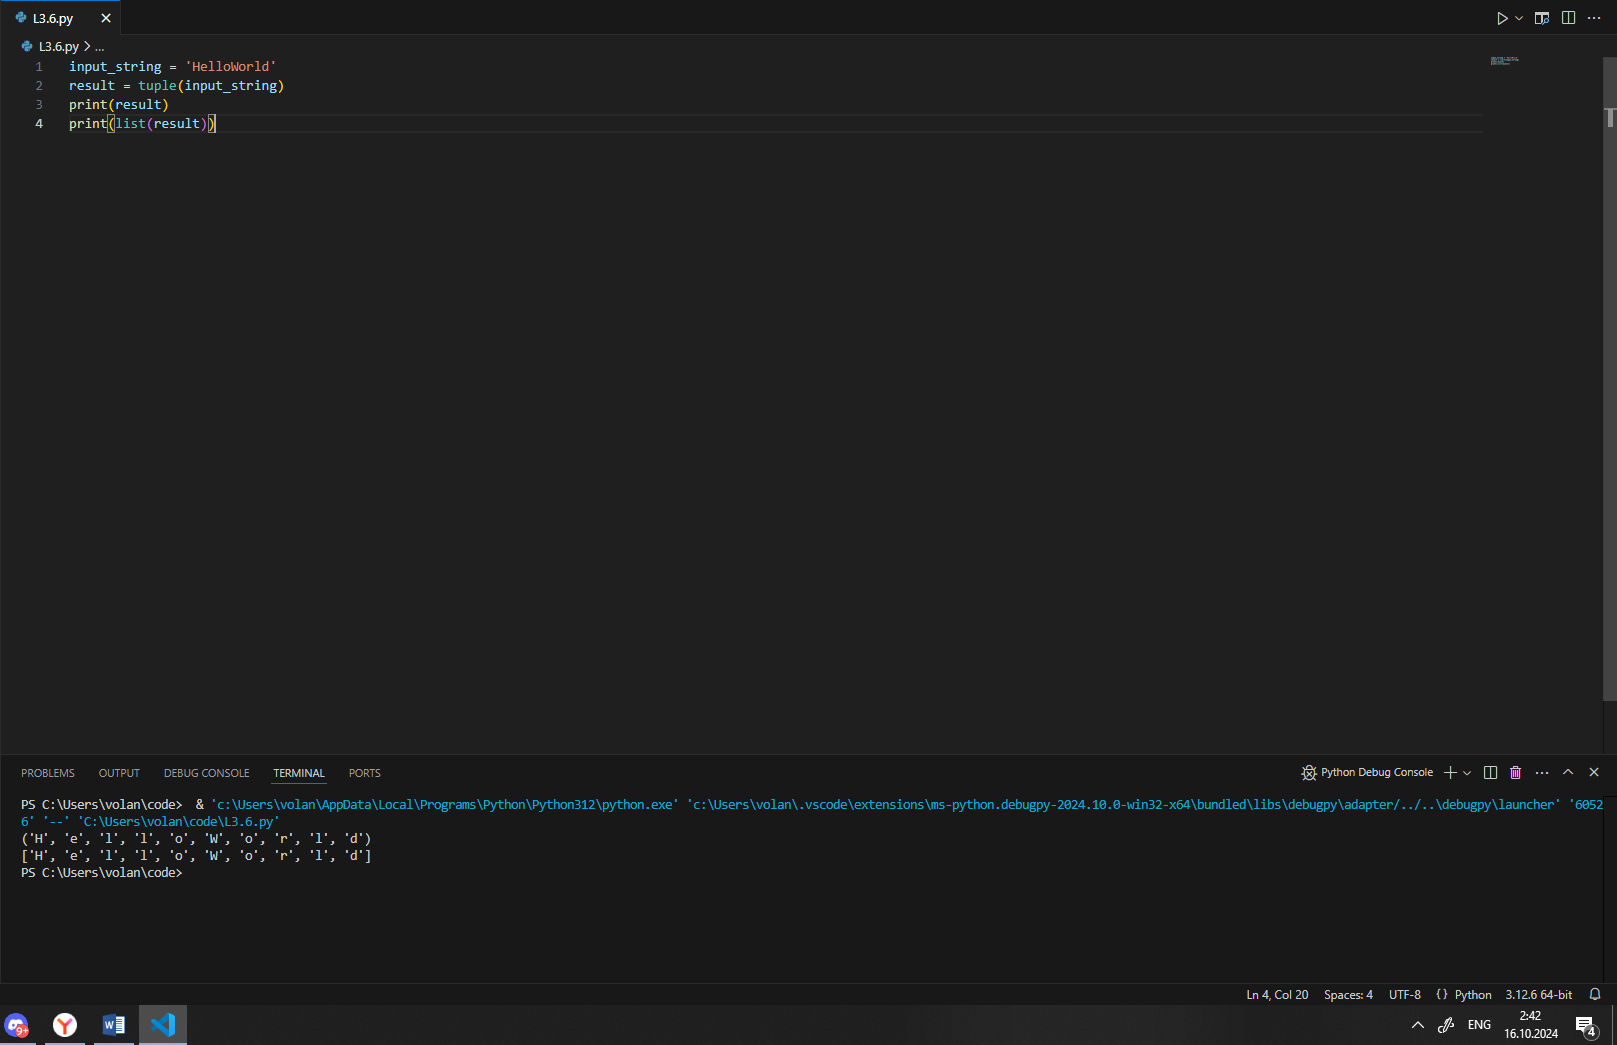 L3.6.py
L3.6.py > ...
1 input_string = 'HelloWorld'
2 result = tuple(input_string)
3 print(result)
4 print(list(result))
PROBLEMS OUTPUT DEBUG CONSOLE TERMINAL PORTS Python Debug Console
PS C:\Users\volan\code>  & 'c:\Users\volan\AppData\Local\Programs\Python\Python312\python.exe' 'c:\Users\volan\.vscode\extensions\ms-python.debugpy-2024.10.0-win32-x64\bundled\libs\debugpy\adapter/../..\debugpy\launcher' '6052
6' '--' 'C:\Users\volan\code\L3.6.py'
('H', 'e', 'l', 'l', 'o', 'W', 'o', 'r', 'l', 'd')
['H', 'e', 'l', 'l', 'o', 'W', 'o', 'r', 'l', 'd']
PS C:\Users\volan\code>
Ln 4, Col 20 Spaces: 4 UTF-8 {} Python 3.12.6 64-bit
9+ Y W ENG 2:42
16.10.2024 4